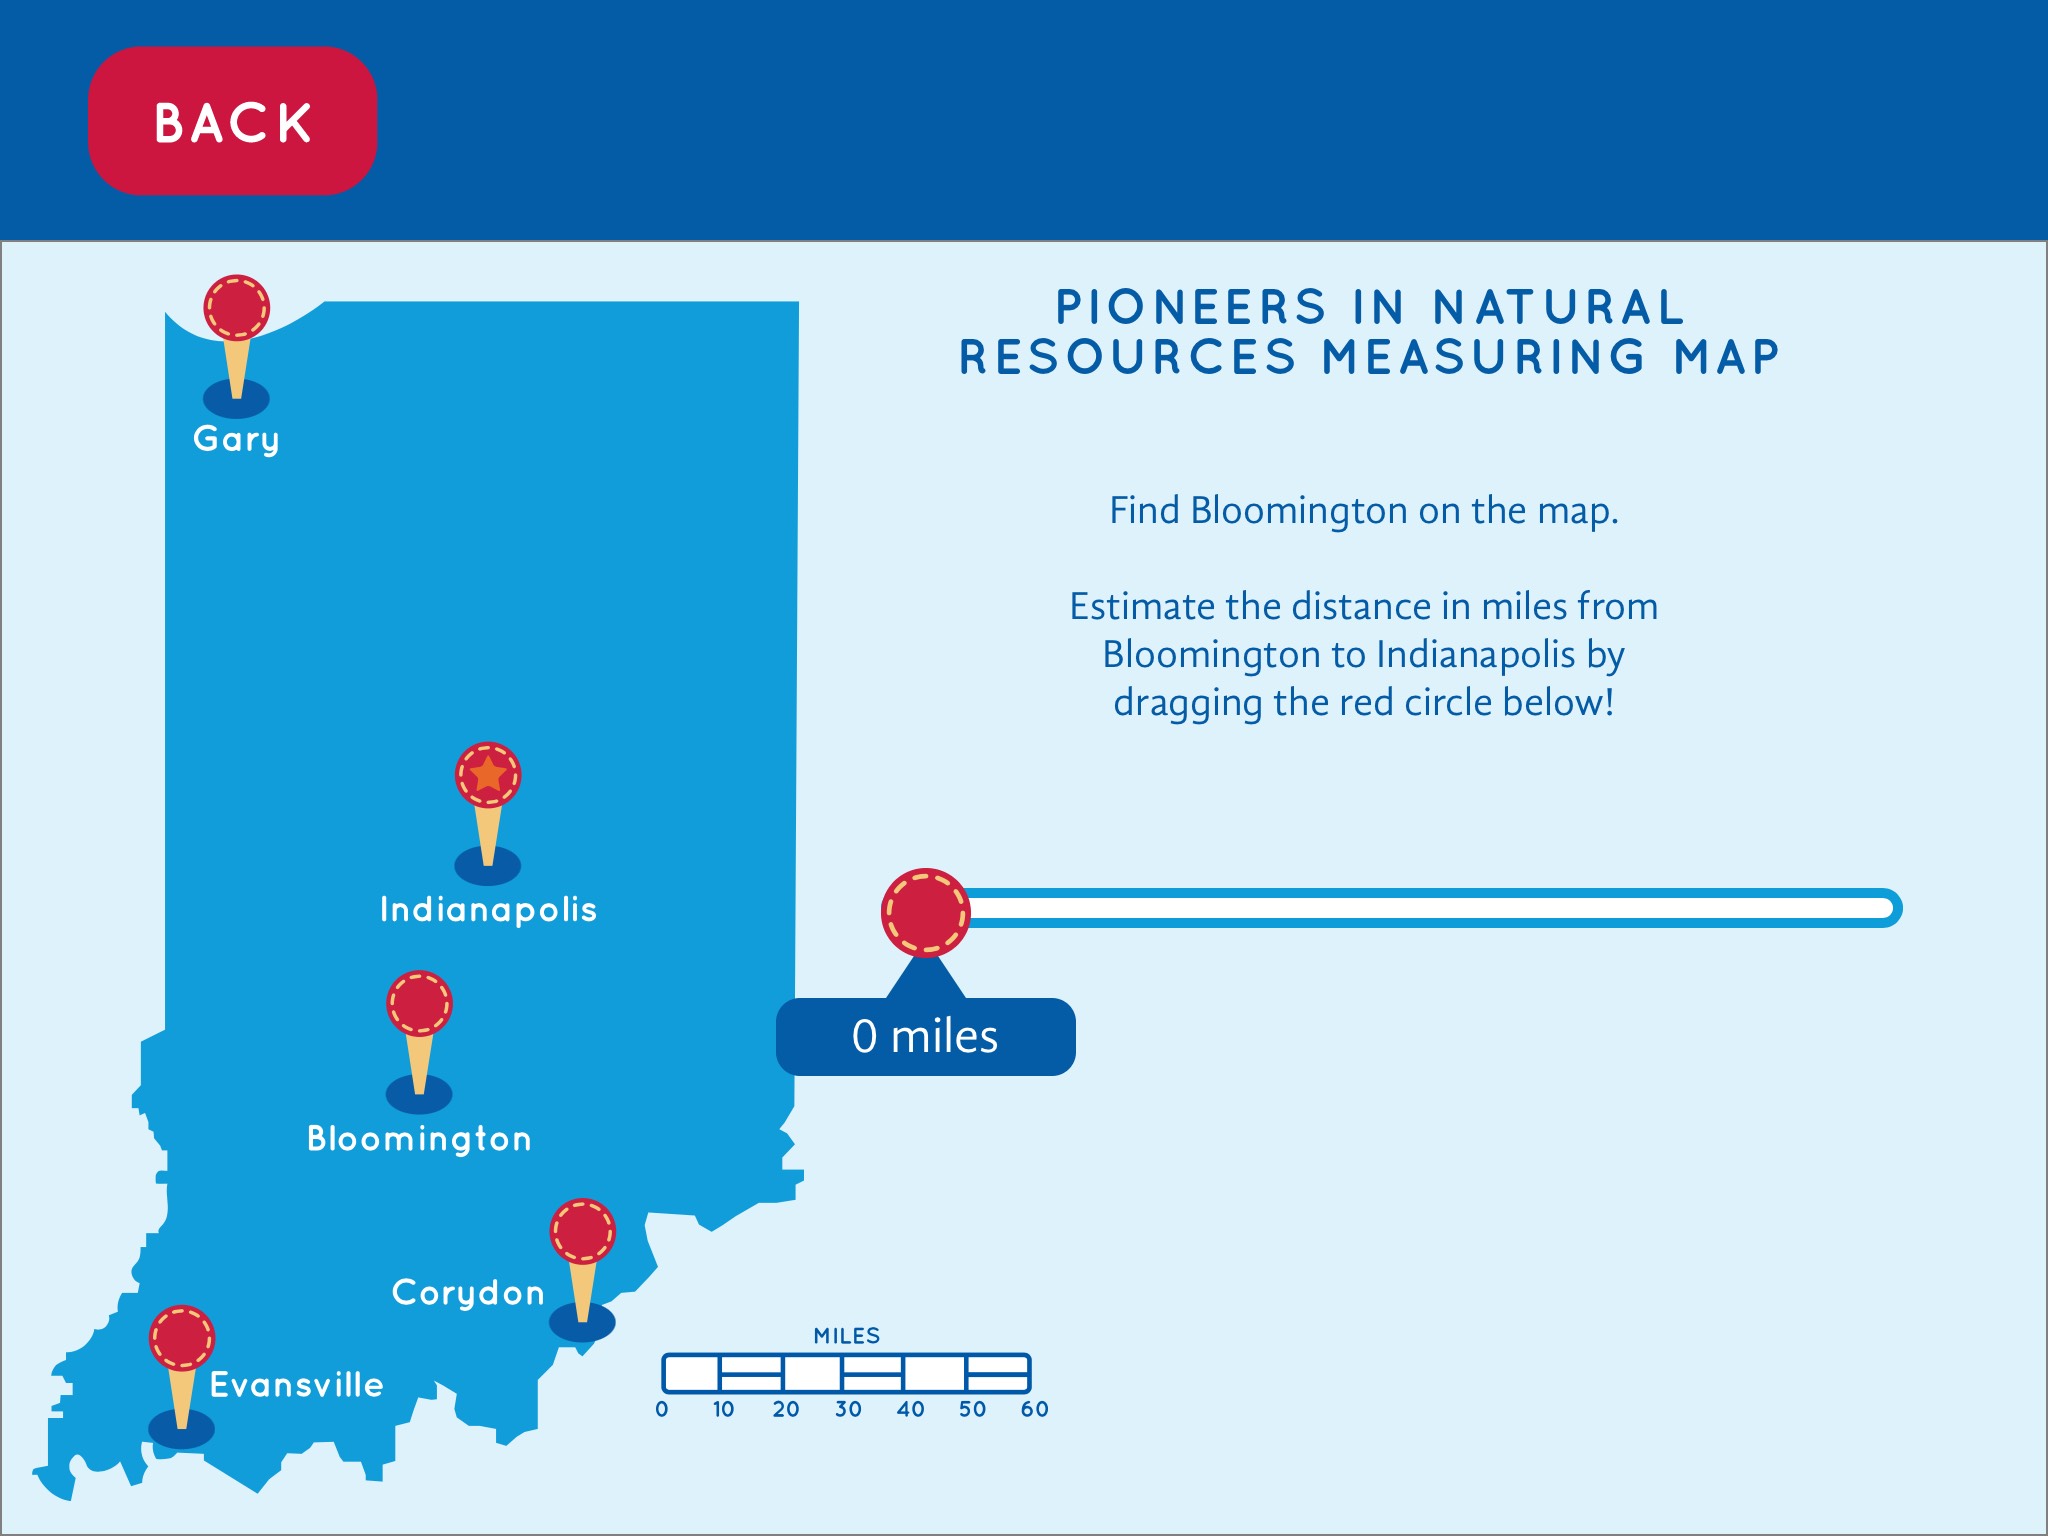 BACK
PIONEERS IN NATURAL
RESOURCES MEASURING MAP
Find Bloomington on the map.
Estimate the distance in miles from
Bloomington to Indianapolis by
dragging the red circle below!
0 miles
Gary
Indianapolis
Bloomington
Corydon
Evansville
MILES
0 10 20 30 40 50 60